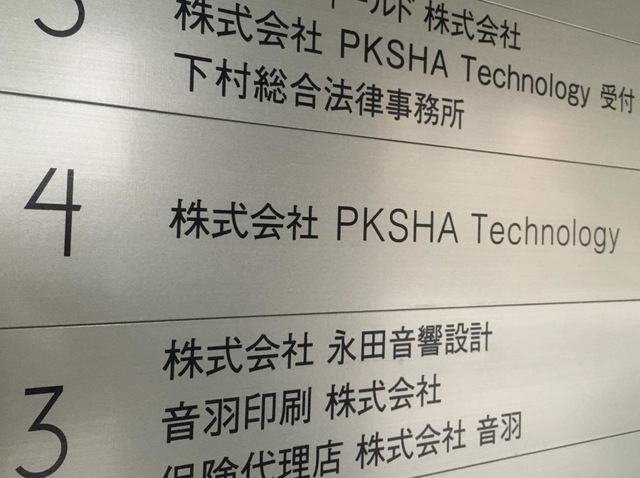 5
ールド 株式会社
株式会社 PKSHA Technology 受付
下村総合法律事務所
4
株式会社 PKSHA Technology
3
株式会社 永田音響設計
音羽印刷 株式会社
保険代理店 株式会社 音羽